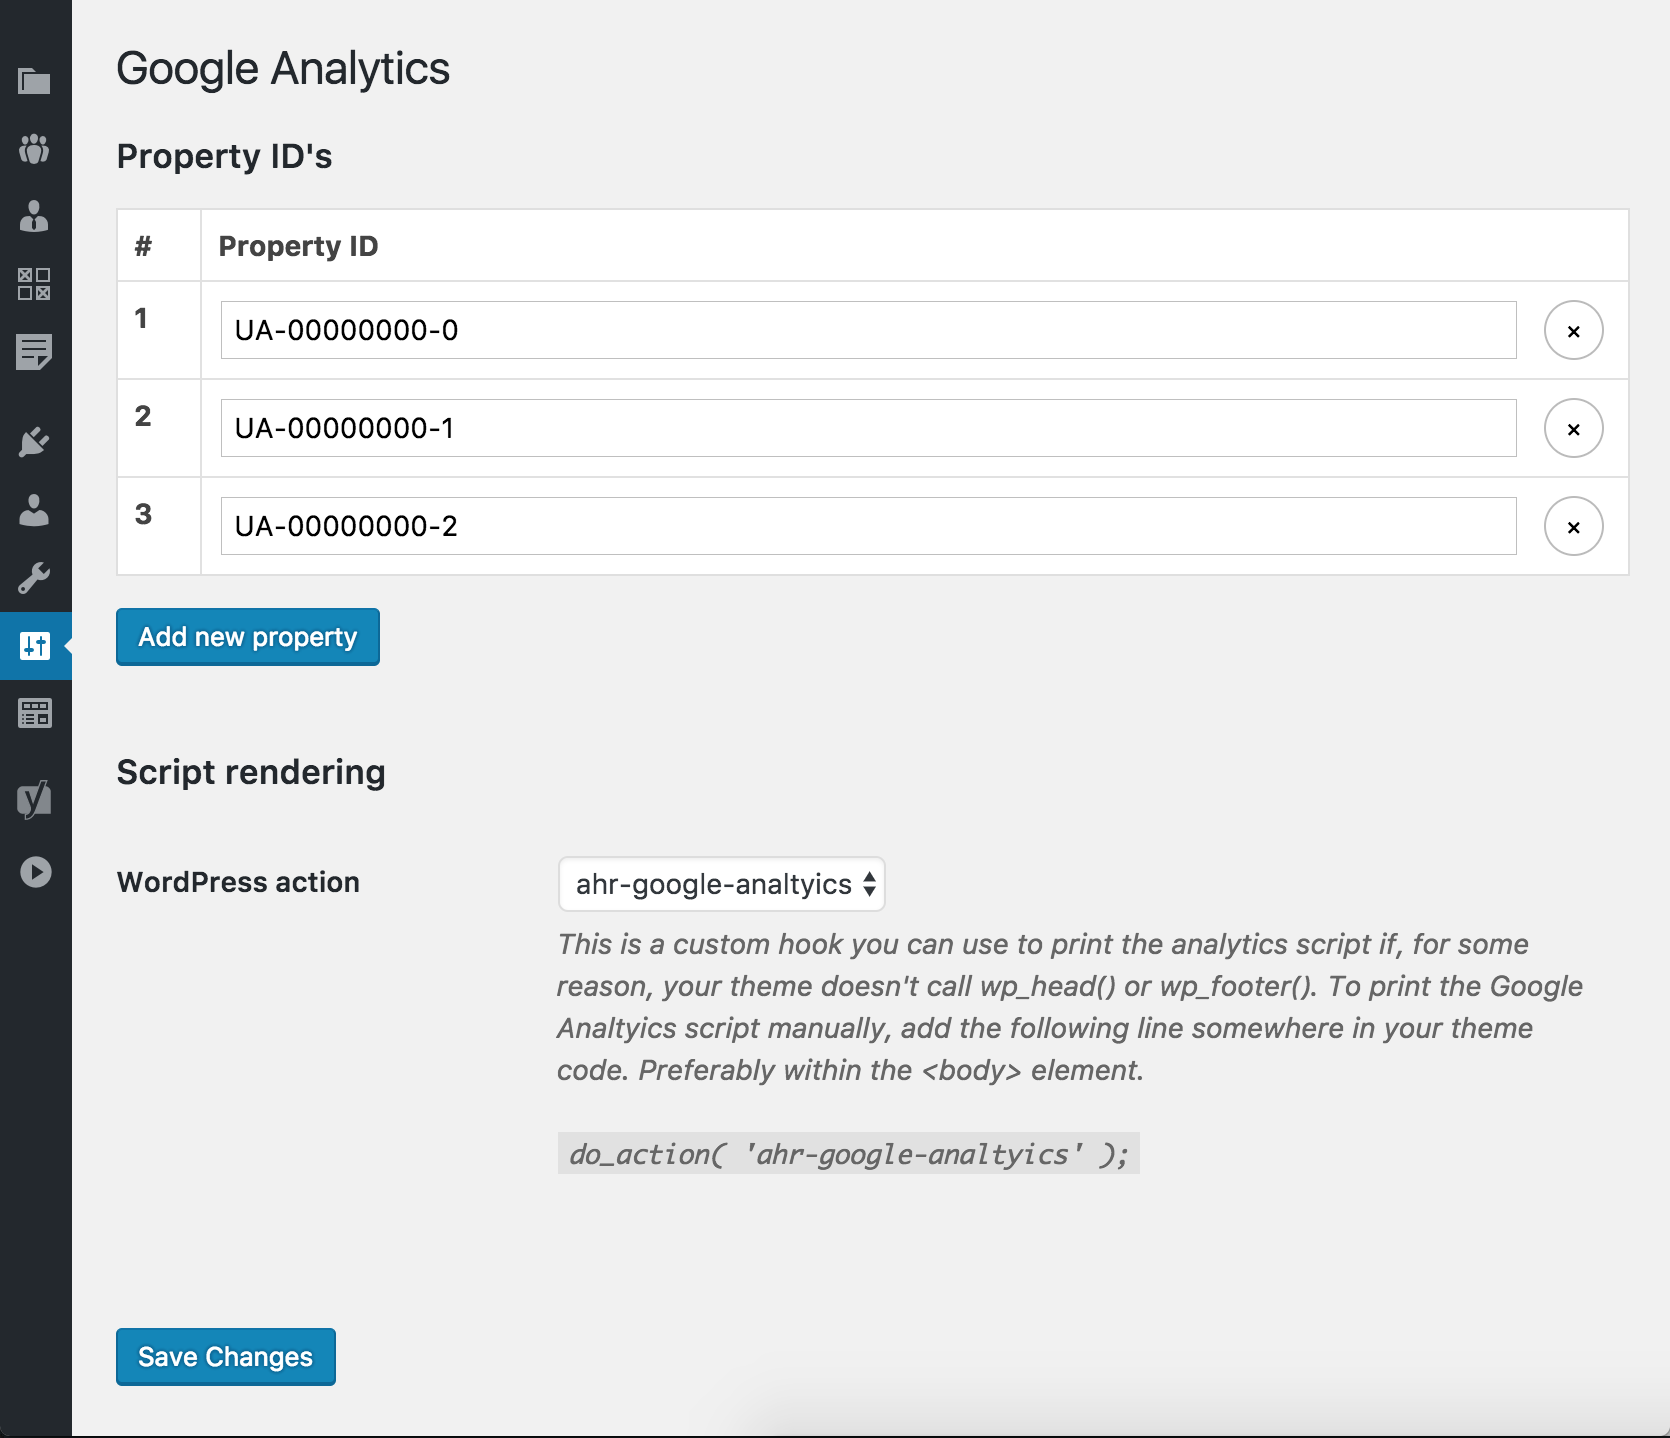 Google Analytics
Property ID's
# Property ID
1 UA-00000000-0 ×
2 UA-00000000-1 ×
3 UA-00000000-2 ×
Add new property
Script rendering
WordPress action ahr-google-analtyics
This is a custom hook you can use to print the analytics script if, for some
reason, your theme doesn't call wp_head() or wp_footer(). To print the Google
Analtyics script manually, add the following line somewhere in your theme
code. Preferably within the <body> element.
do_action( 'ahr-google-analtyics' );
Save Changes